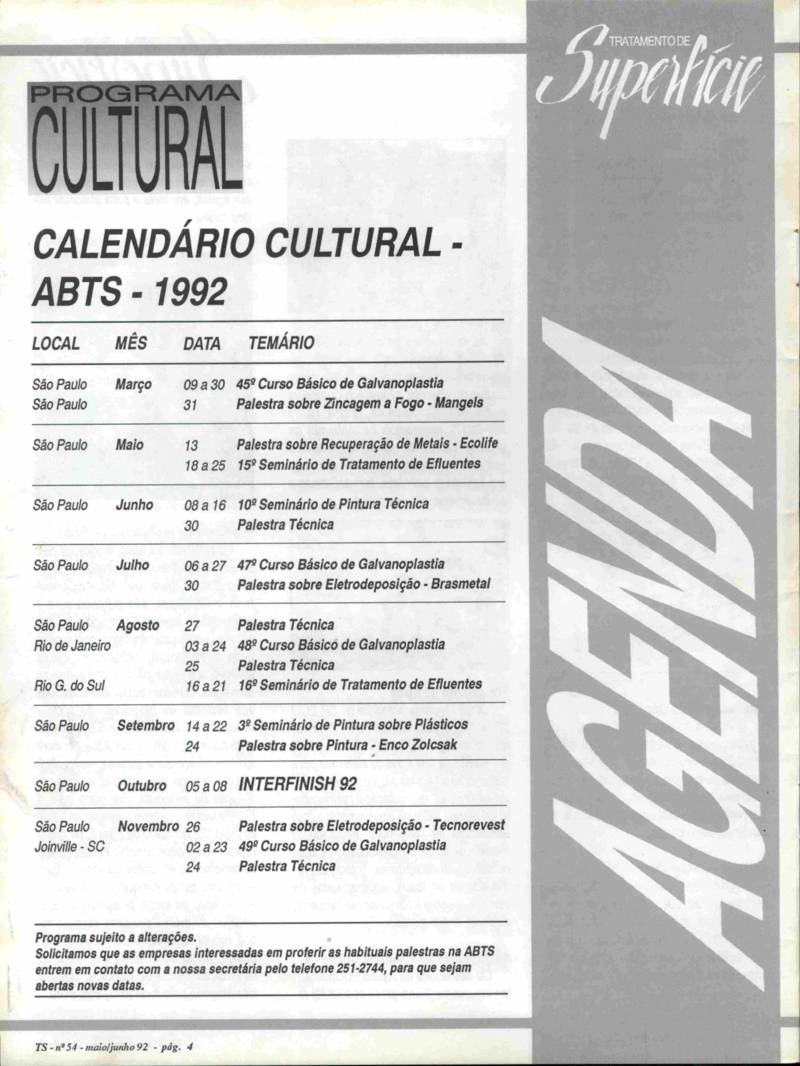 TRATAMENTO DE
Superfície
PROGRAMA
CULTURAL
CALENDÁRIO CULTURAL -
ABTS - 1992
LOCAL MÊS DATA TEMÁRIO
São Paulo Março 09 a 30 45º Curso Básico de Galvanoplastia
São Paulo 31 Palestra sobre Zincagem a Fogo - Mangels
São Paulo Maio 13 Palestra sobre Recuperação de Metais - Ecolife
18 a 25 15º Seminário de Tratamento de Efluentes
São Paulo Junho 08 a 16 10º Seminário de Pintura Técnica
30 Palestra Técnica
São Paulo Julho 06 a 27 47º Curso Básico de Galvanoplastia
30 Palestra sobre Eletrodeposição - Brasmetal
São Paulo Agosto 27 Palestra Técnica
Rio de Janeiro 03 a 24 48º Curso Básico de Galvanoplastia
25 Palestra Técnica
Rio G. do Sul 16 a 21 16º Seminário de Tratamento de Efluentes
São Paulo Setembro 14 a 22 3º Seminário de Pintura sobre Plásticos
24 Palestra sobre Pintura - Enco Zolcsak
São Paulo Outubro 05 a 08 INTERFINISH 92
São Paulo Novembro 26 Palestra sobre Eletrodeposição - Tecnorevest
Joinville - SC 02 a 23 49º Curso Básico de Galvanoplastia
24 Palestra Técnica
Programa sujeito a alterações.
Solicitamos que as empresas interessadas em proferir as habituais palestras na ABTS
entrem em contato com a nossa secretária pelo telefone 251-2744, para que sejam
abertas novas datas.
AGENDA
TS - nº 54 - maio/junho 92 - pág. 4